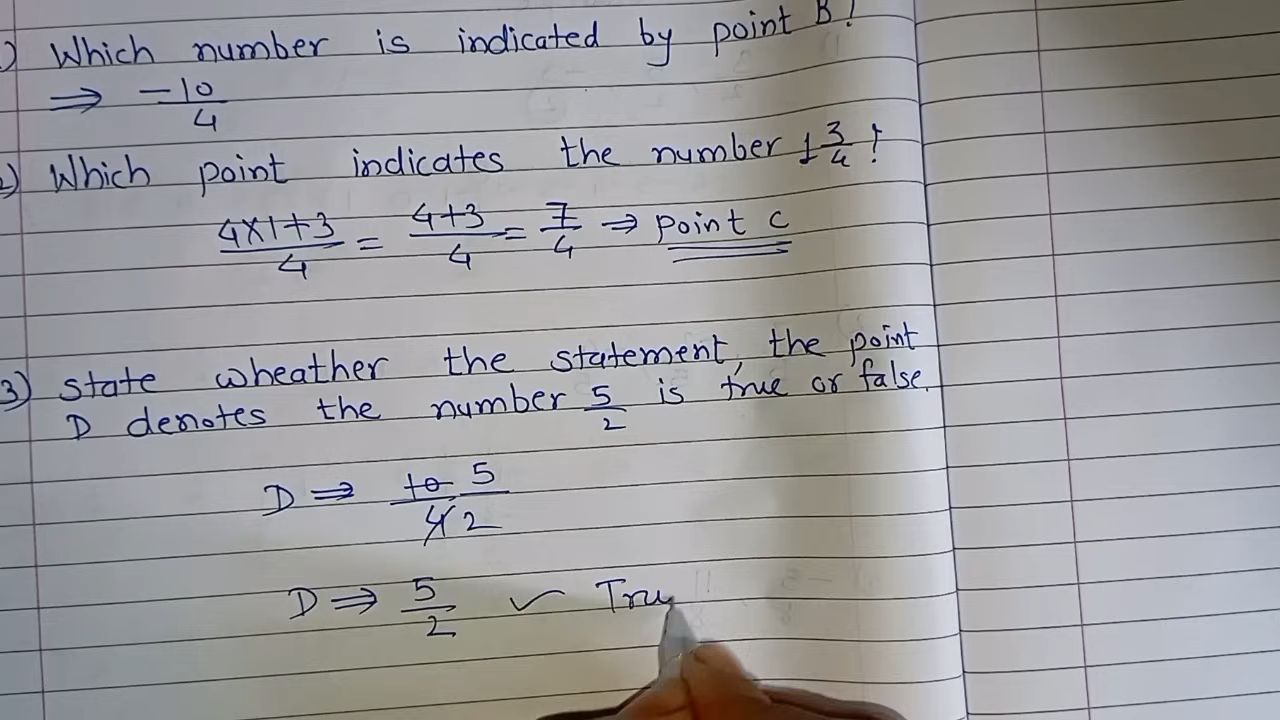 ) Which number is indicated by point B?
⇒ -10/4
2) Which point indicates the number 1 3/4?
4×1+3/4 = 4+3/4 = 7/4 → point C
3) state wheather the statement, the point
D denotes the number 5/2 is true or false.
D ⇒ 10/4 5/2
D ⇒ 5/2 ✓ Tru